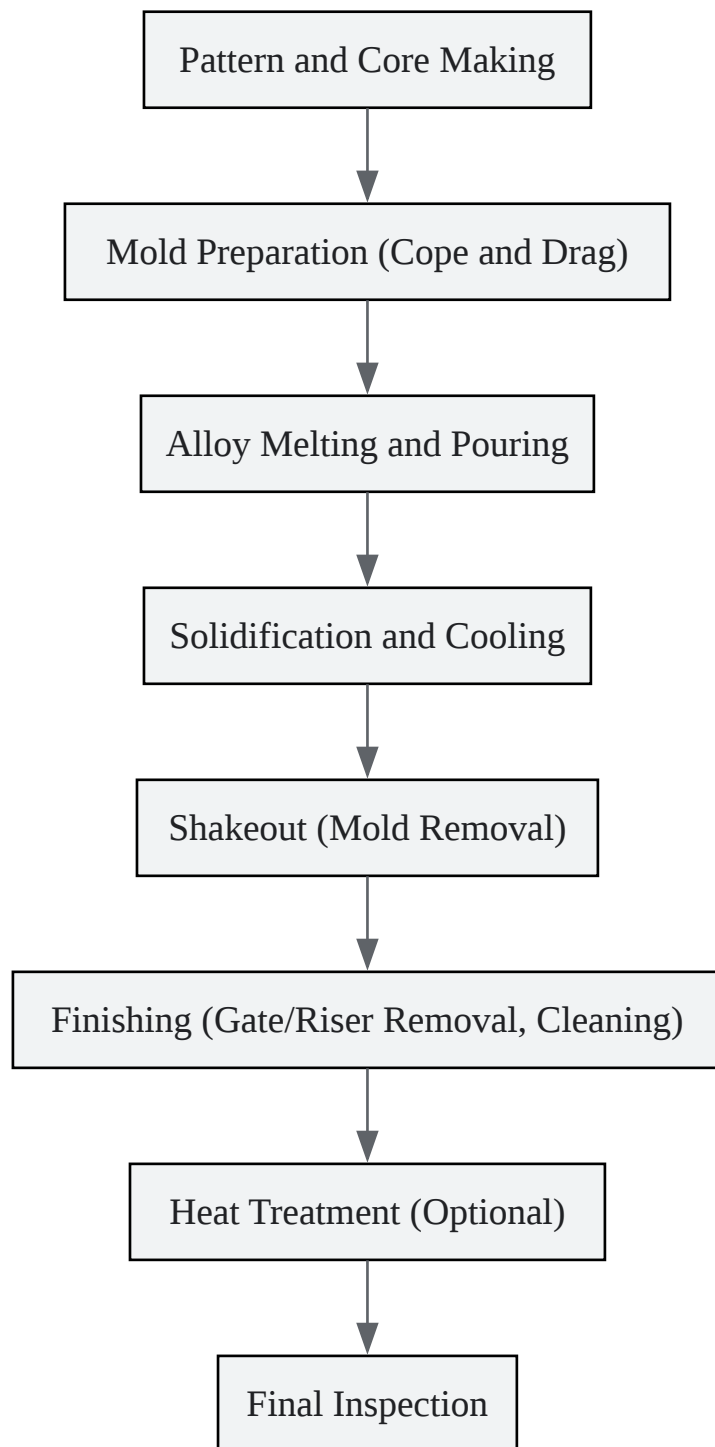 Pattern and Core Making
Mold Preparation (Cope and Drag)
Alloy Melting and Pouring
Solidification and Cooling
Shakeout (Mold Removal)
Finishing (Gate/Riser Removal, Cleaning)
Heat Treatment (Optional)
Final Inspection